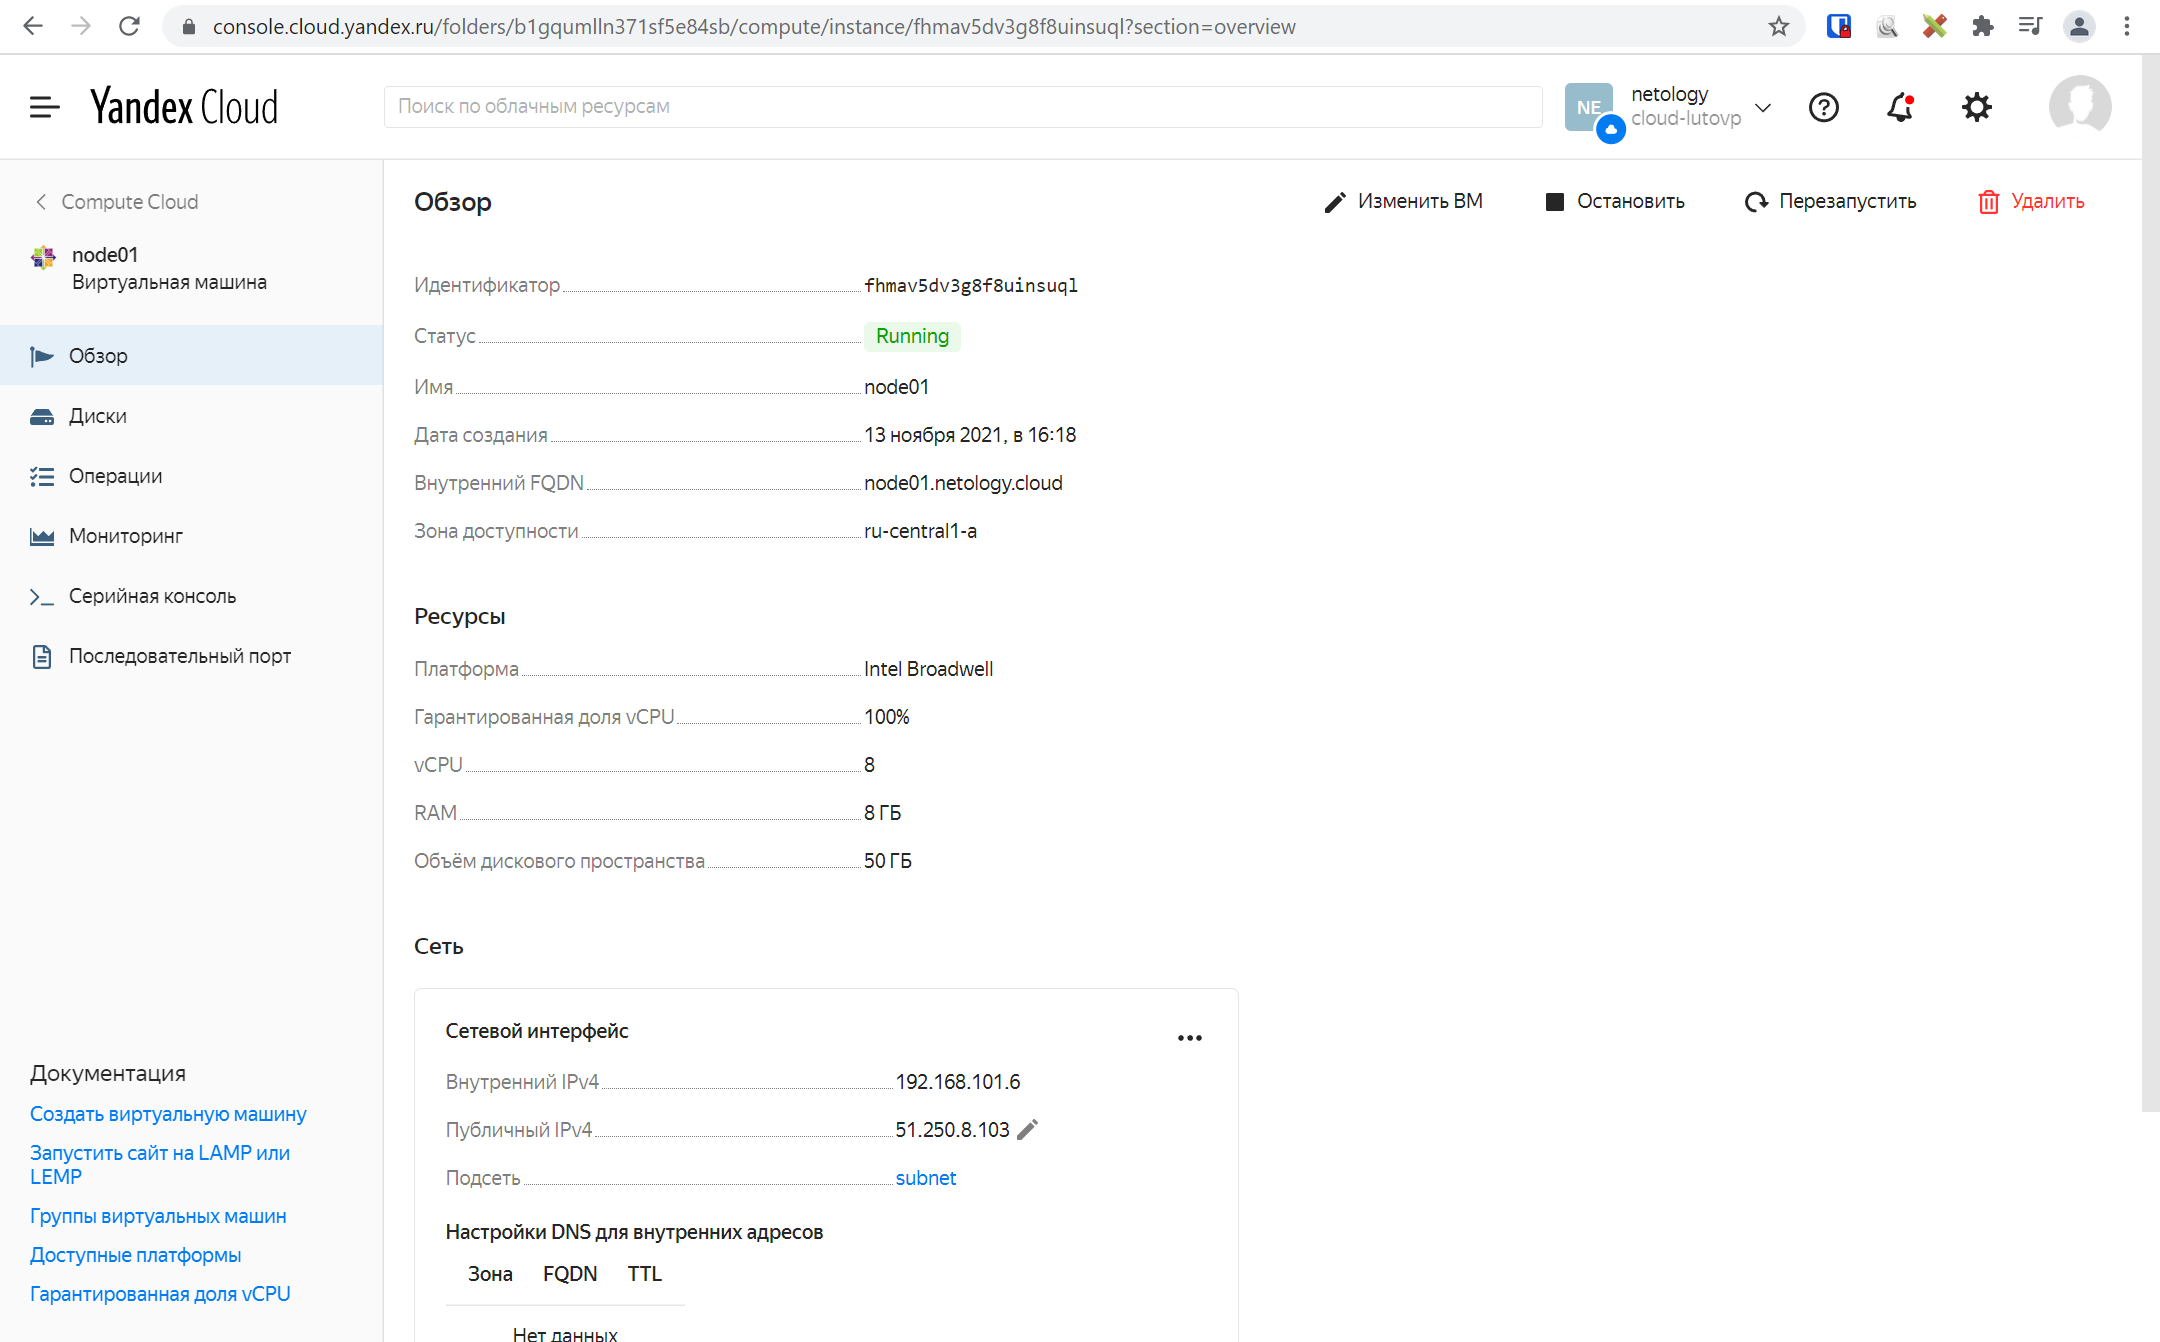 console.cloud.yandex.ru/folders/b1gqumlln371sf5e84sb/compute/instance/fhmav5dv3g8f8uinsuql?section=overview
Yandex Cloud
Поиск по облачным ресурсам
NE
netology
cloud-lutovp
Compute Cloud
node01
Виртуальная машина
Обзор
Диски
Операции
Мониторинг
Серийная консоль
Последовательный порт
Документация
Создать виртуальную машину
Запустить сайт на LAMP или
LEMP
Группы виртуальных машин
Доступные платформы
Гарантированная доля vCPU
Обзор
Изменить ВМ
Остановить
Перезапустить
Удалить
Идентификатор fhmav5dv3g8f8uinsuql
Статус Running
Имя node01
Дата создания 13 ноября 2021, в 16:18
Внутренний FQDN node01.netology.cloud
Зона доступности ru-central1-a
Ресурсы
Платформа Intel Broadwell
Гарантированная доля vCPU 100%
vCPU 8
RAM 8 ГБ
Объём дискового пространства 50 ГБ
Сеть
Сетевой интерфейс
Внутренний IPv4 192.168.101.6
Публичный IPv4 51.250.8.103
Подсеть subnet
Настройки DNS для внутренних адресов
Зона FQDN TTL
Нет данных